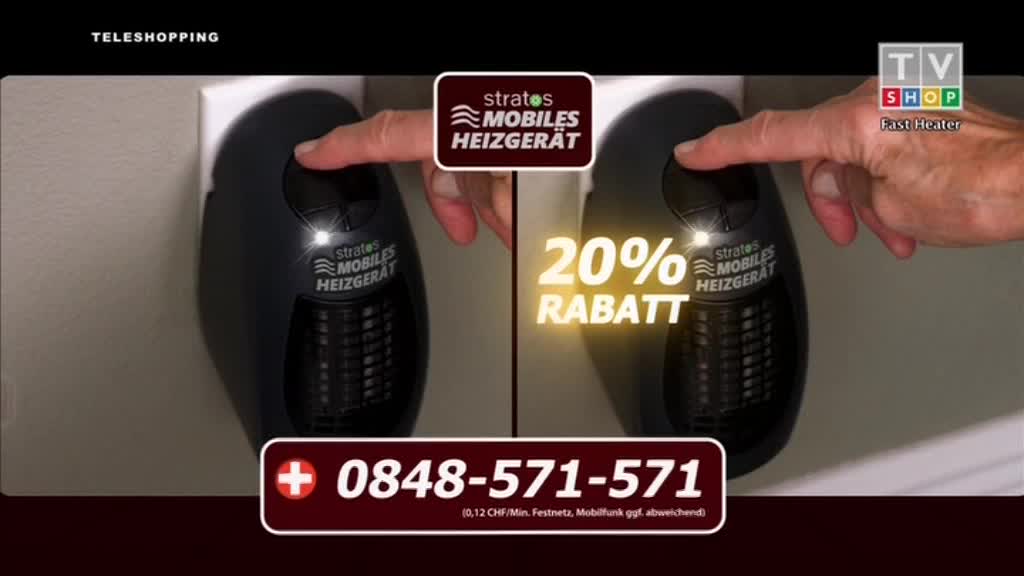 TELESHOPPING
TV
SHOP
Fast Heater
stratos
MOBILES
HEIZGERÄT
stratos
MOBILES
HEIZGERÄT
20%
RABATT
stratos
MOBILES
HEIZGERÄT
0848-571-571
(0,12 CHF/Min. Festnetz, Mobilfunk ggf. abweichend)